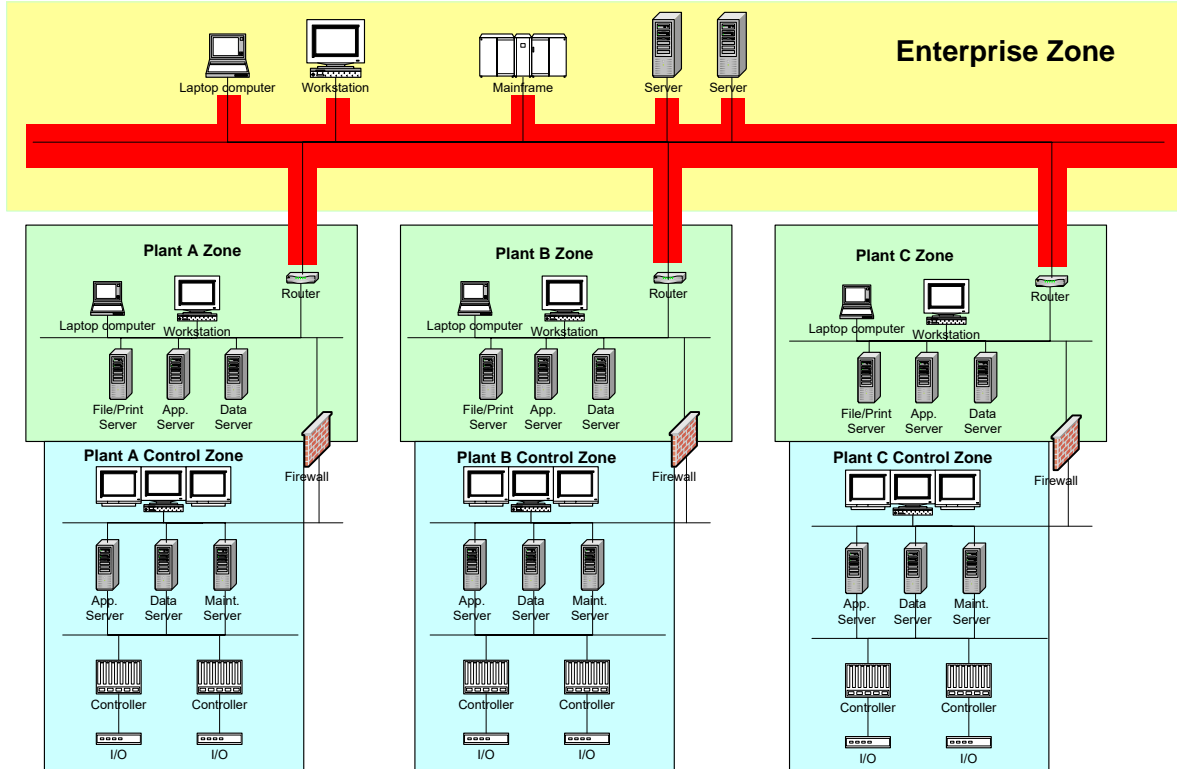 Enterprise Zone
Laptop computer
Workstation
Mainframe
Server
Server
Plant A Zone
Router
Laptop computer
Workstation
File/Print
Server
App.
Server
Data
Server
Plant A Control Zone
Firewall
App.
Server
Data
Server
Maint.
Server
Controller
Controller
I/O
I/O
Plant B Zone
Router
Laptop computer
Workstation
File/Print
Server
App.
Server
Data
Server
Plant B Control Zone
Firewall
App.
Server
Data
Server
Maint.
Server
Controller
Controller
I/O
I/O
Plant C Zone
Router
Laptop computer
Workstation
File/Print
Server
App.
Server
Data
Server
Plant C Control Zone
Firewall
App.
Server
Data
Server
Maint.
Server
Controller
Controller
I/O
I/O